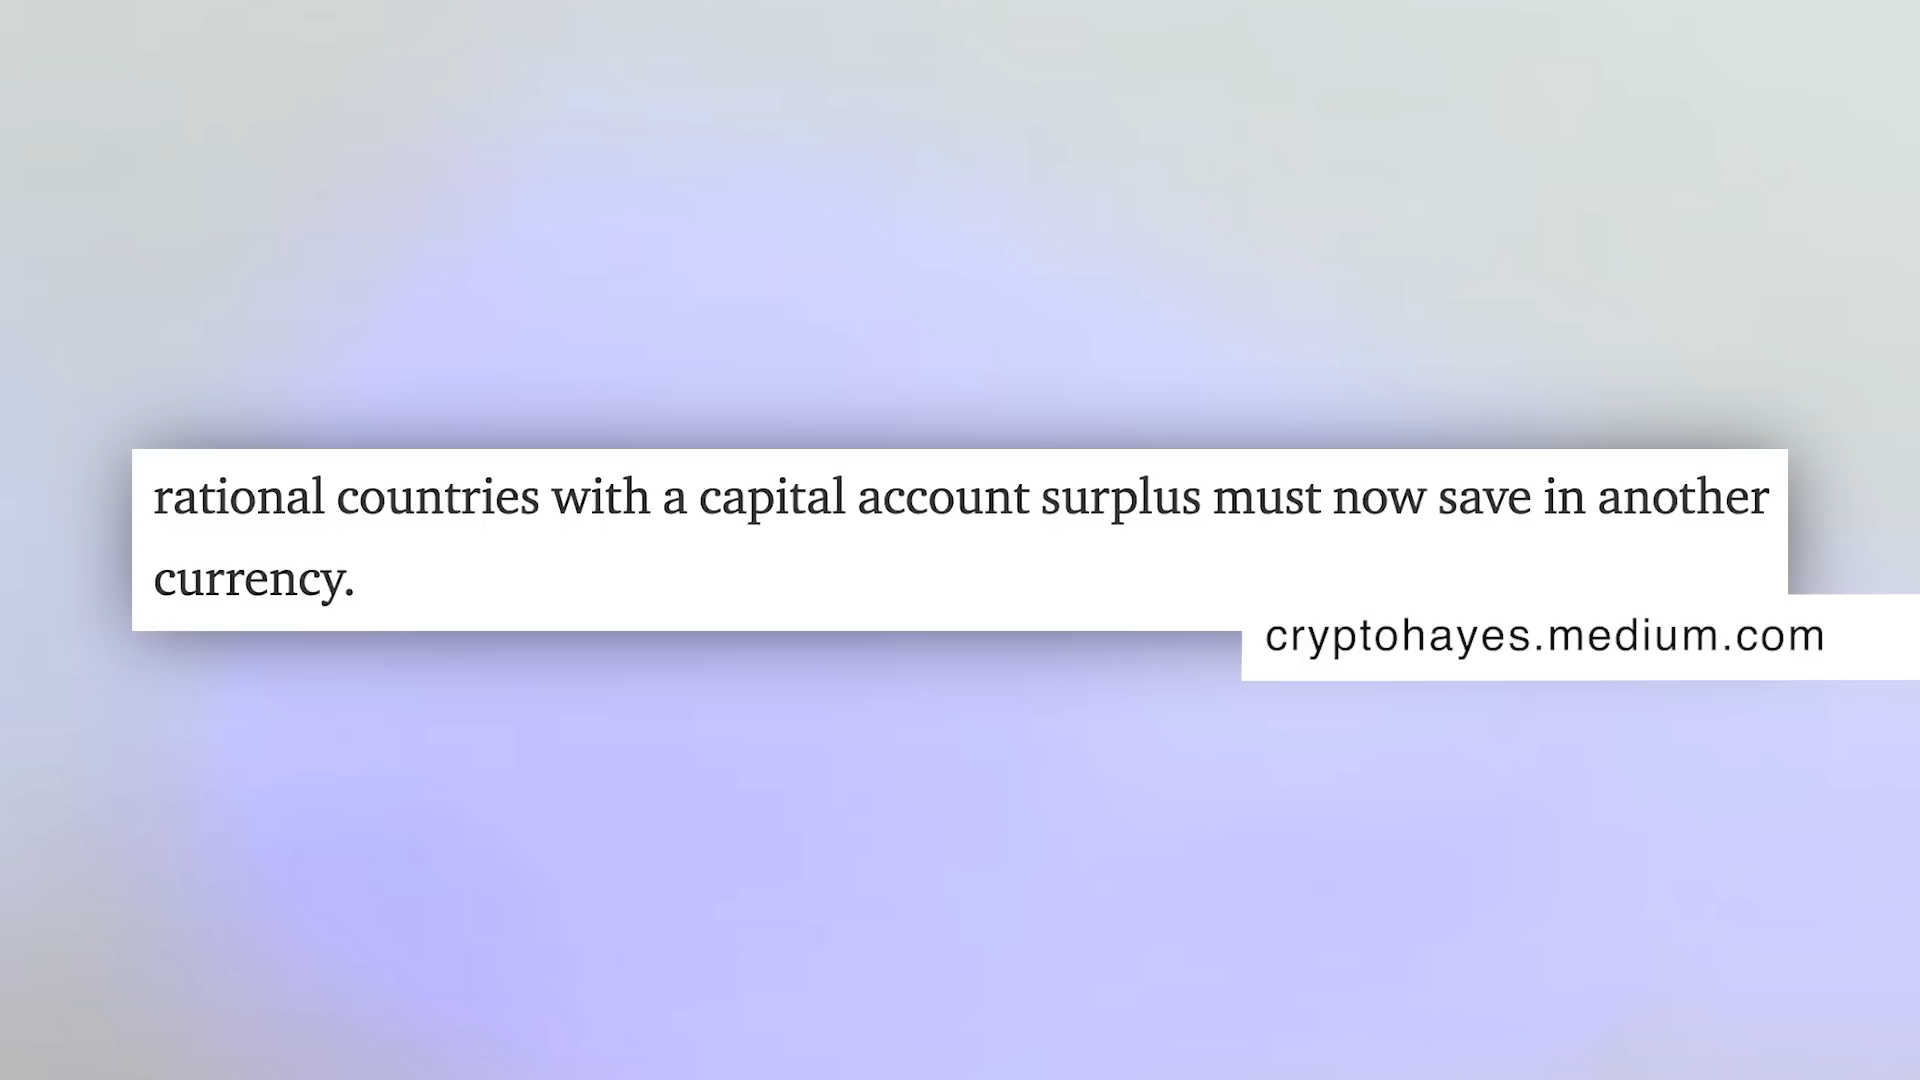 rational countries with a capital account surplus must now save in another
currency.
cryptohayes.medium.com